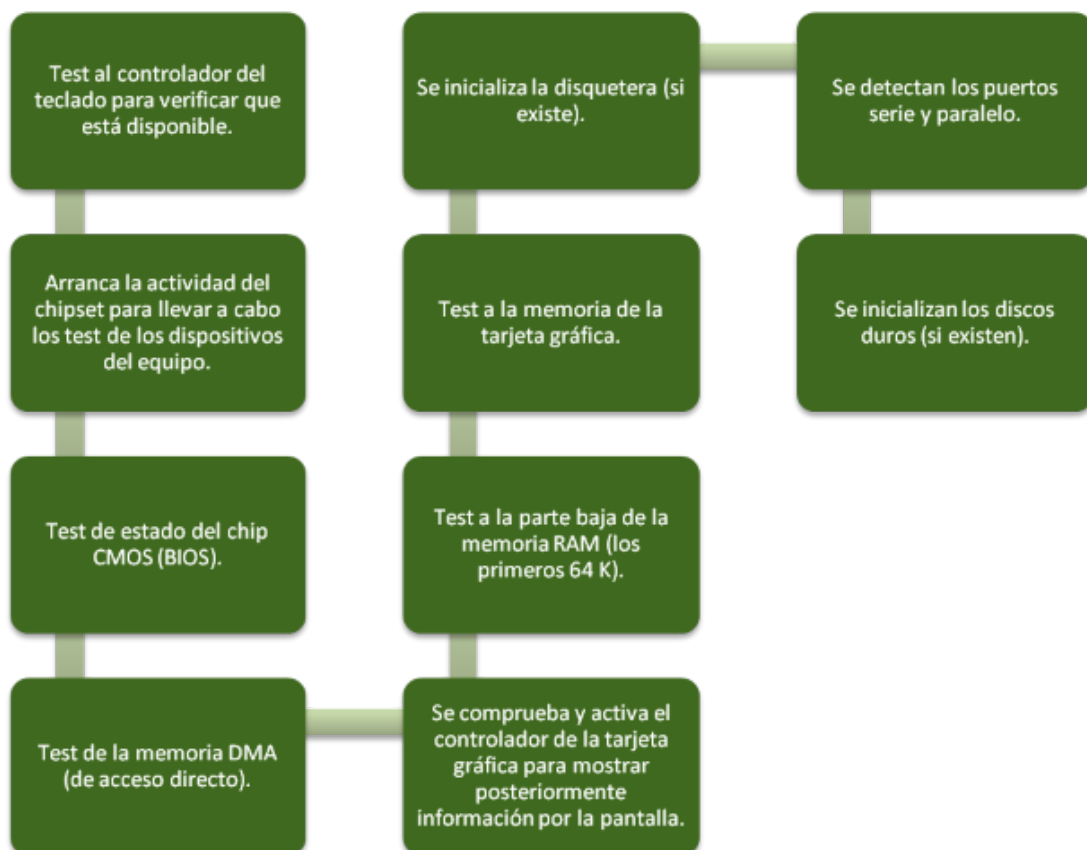 Test al controlador del
teclado para verificar que
está disponible.
Arranca la actividad del
chipset para llevar a cabo
los test de los dispositivos
del equipo.
Test de estado del chip
CMOS (BIOS).
Test de la memoria DMA
(de acceso directo).
Se comprueba y activa el
controlador de la tarjeta
gráfica para mostrar
posteriormente
información por la pantalla.
Test a la parte baja de la
memoria RAM (los
primeros 64 K).
Test a la memoria de la
tarjeta gráfica.
Se inicializa la disquetera (si
existe).
Se detectan los puertos
serie y paralelo.
Se inicializan los discos
duros (si existen).